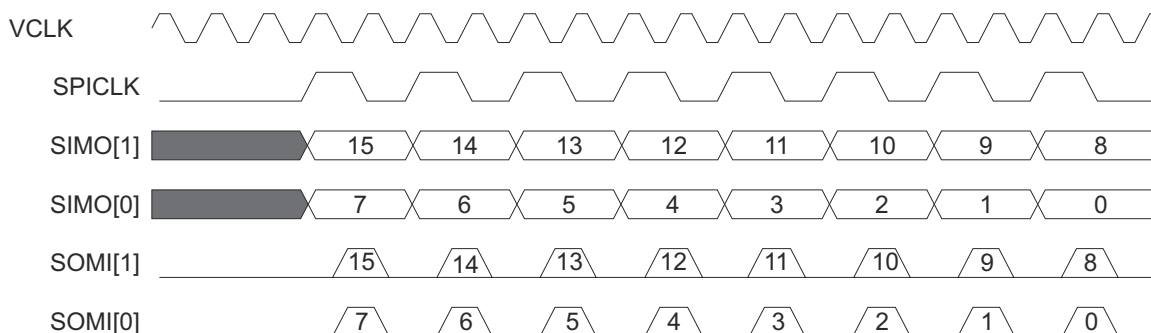 VCLK
SPICLK
SIMO[1] 15 14 13 12 11 10 9 8
SIMO[0] 7 6 5 4 3 2 1 0
SOMI[1] 15 14 13 12 11 10 9 8
SOMI[0] 7 6 5 4 3 2 1 0